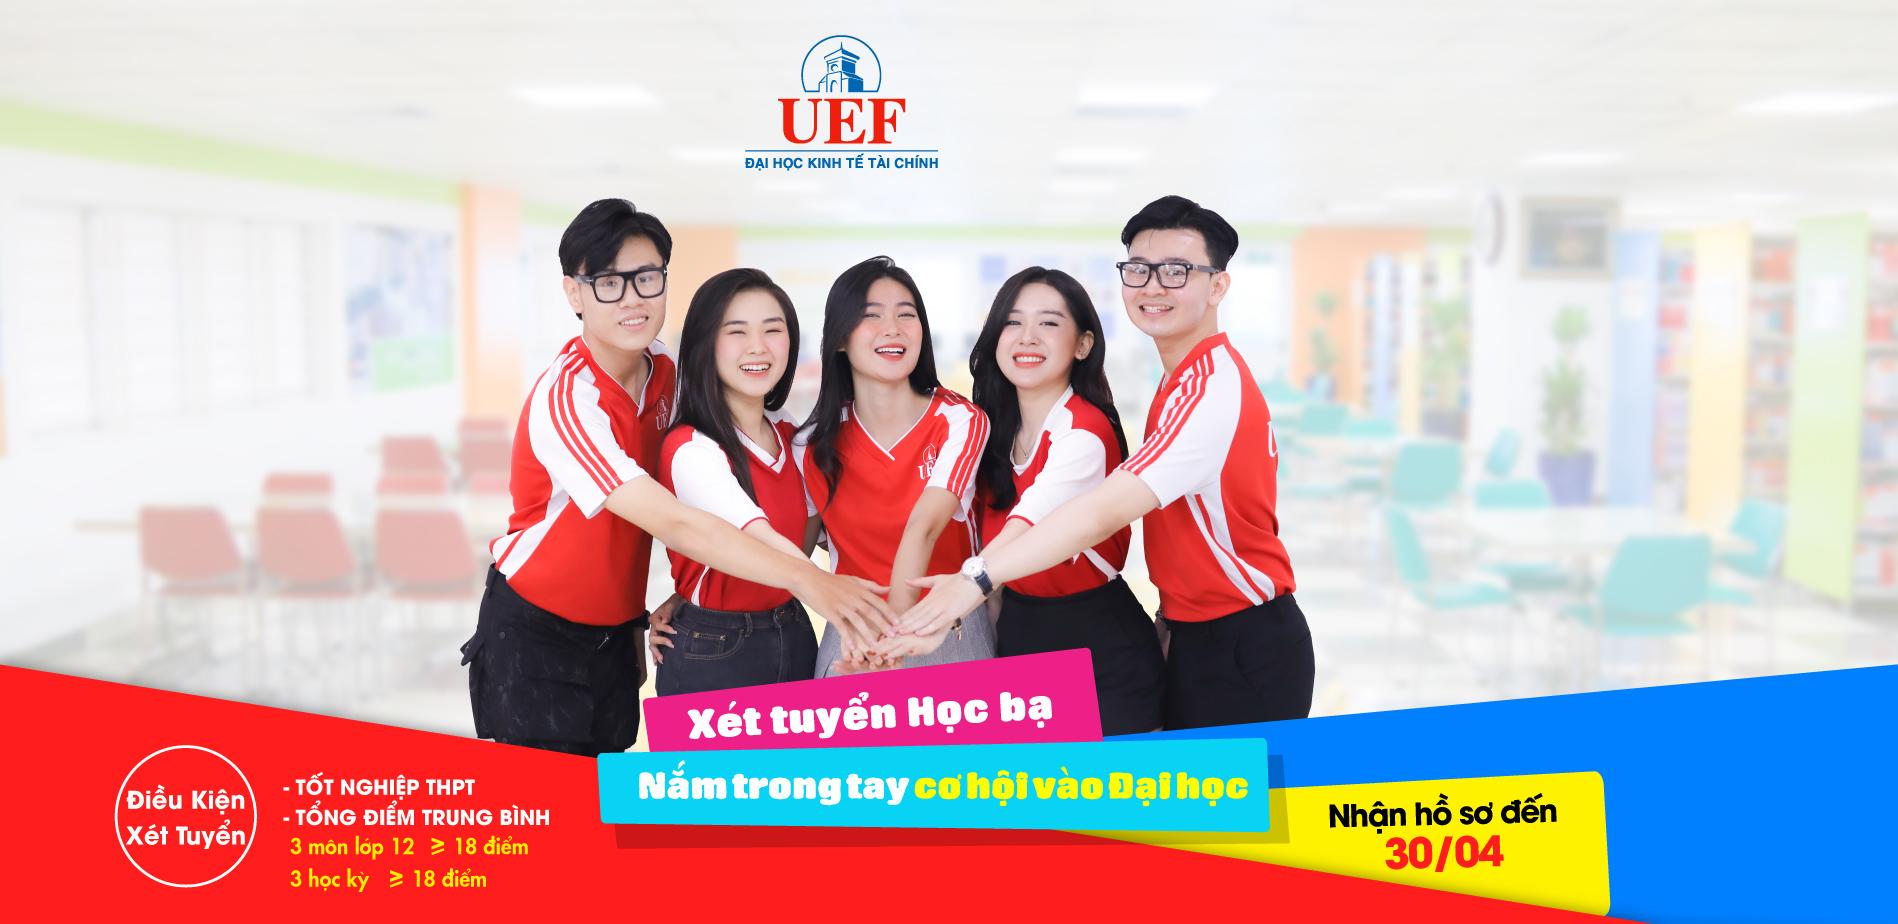 UEF
ĐẠI HỌC KINH TẾ TÀI CHÍNH
UEF
Xét tuyển Học bạ
Nắm trong tay cơ hội vào Đại học
Điều Kiện
Xét Tuyển
- TỐT NGHIỆP THPT
- TỔNG ĐIỂM TRUNG BÌNH
3 môn lớp 12 ⩾ 18 điểm
3 học kỳ ⩾ 18 điểm
Nhận hồ sơ đến
30/04